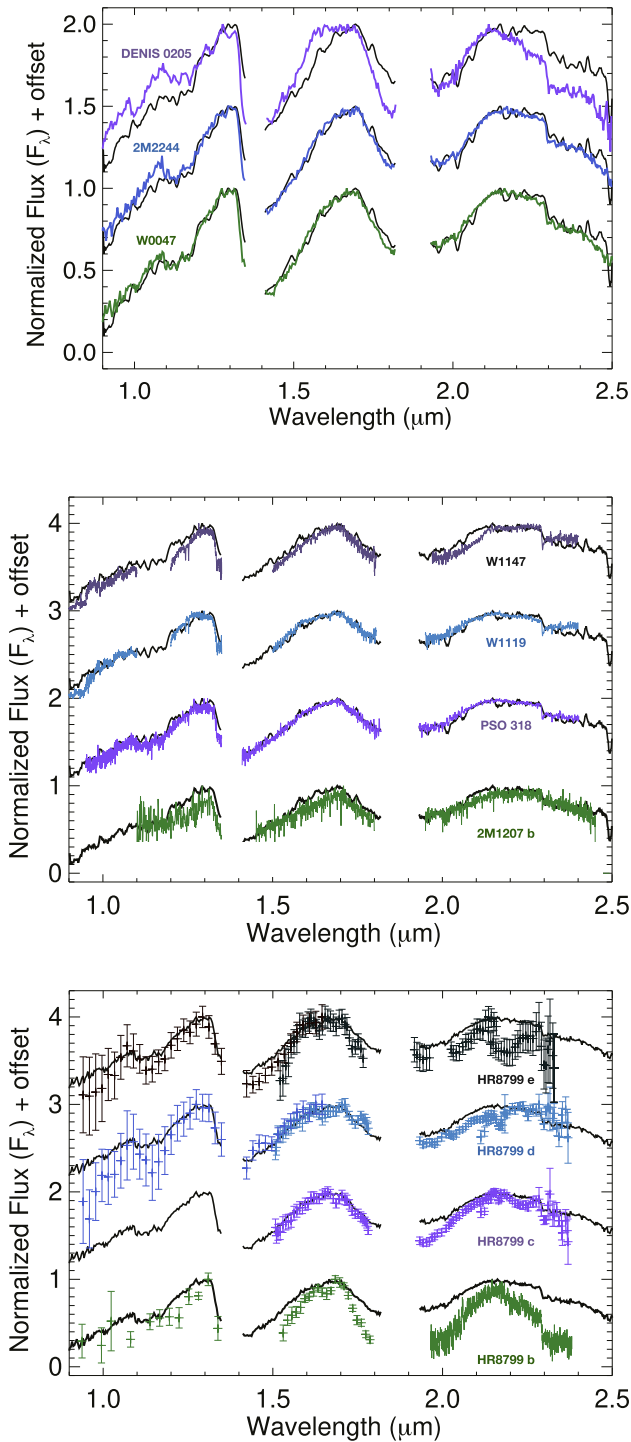 2.0
DENIS 0205
1.5
2M2244
1.0
W0047
0.5
0.0
1.0 1.5 2.0 2.5
Wavelength (μm)
Normalized Flux (Fλ) + offset
4
W1147
3
W1119
2
PSO 318
1
2M1207 b
0
1.0 1.5 2.0 2.5
Wavelength (μm)
Normalized Flux (Fλ) + offset
4
HR8799 e
3
HR8799 d
2
HR8799 c
1
HR8799 b
0
1.0 1.5 2.0 2.5
Wavelength (μm)
Normalized Flux (Fλ) + offset